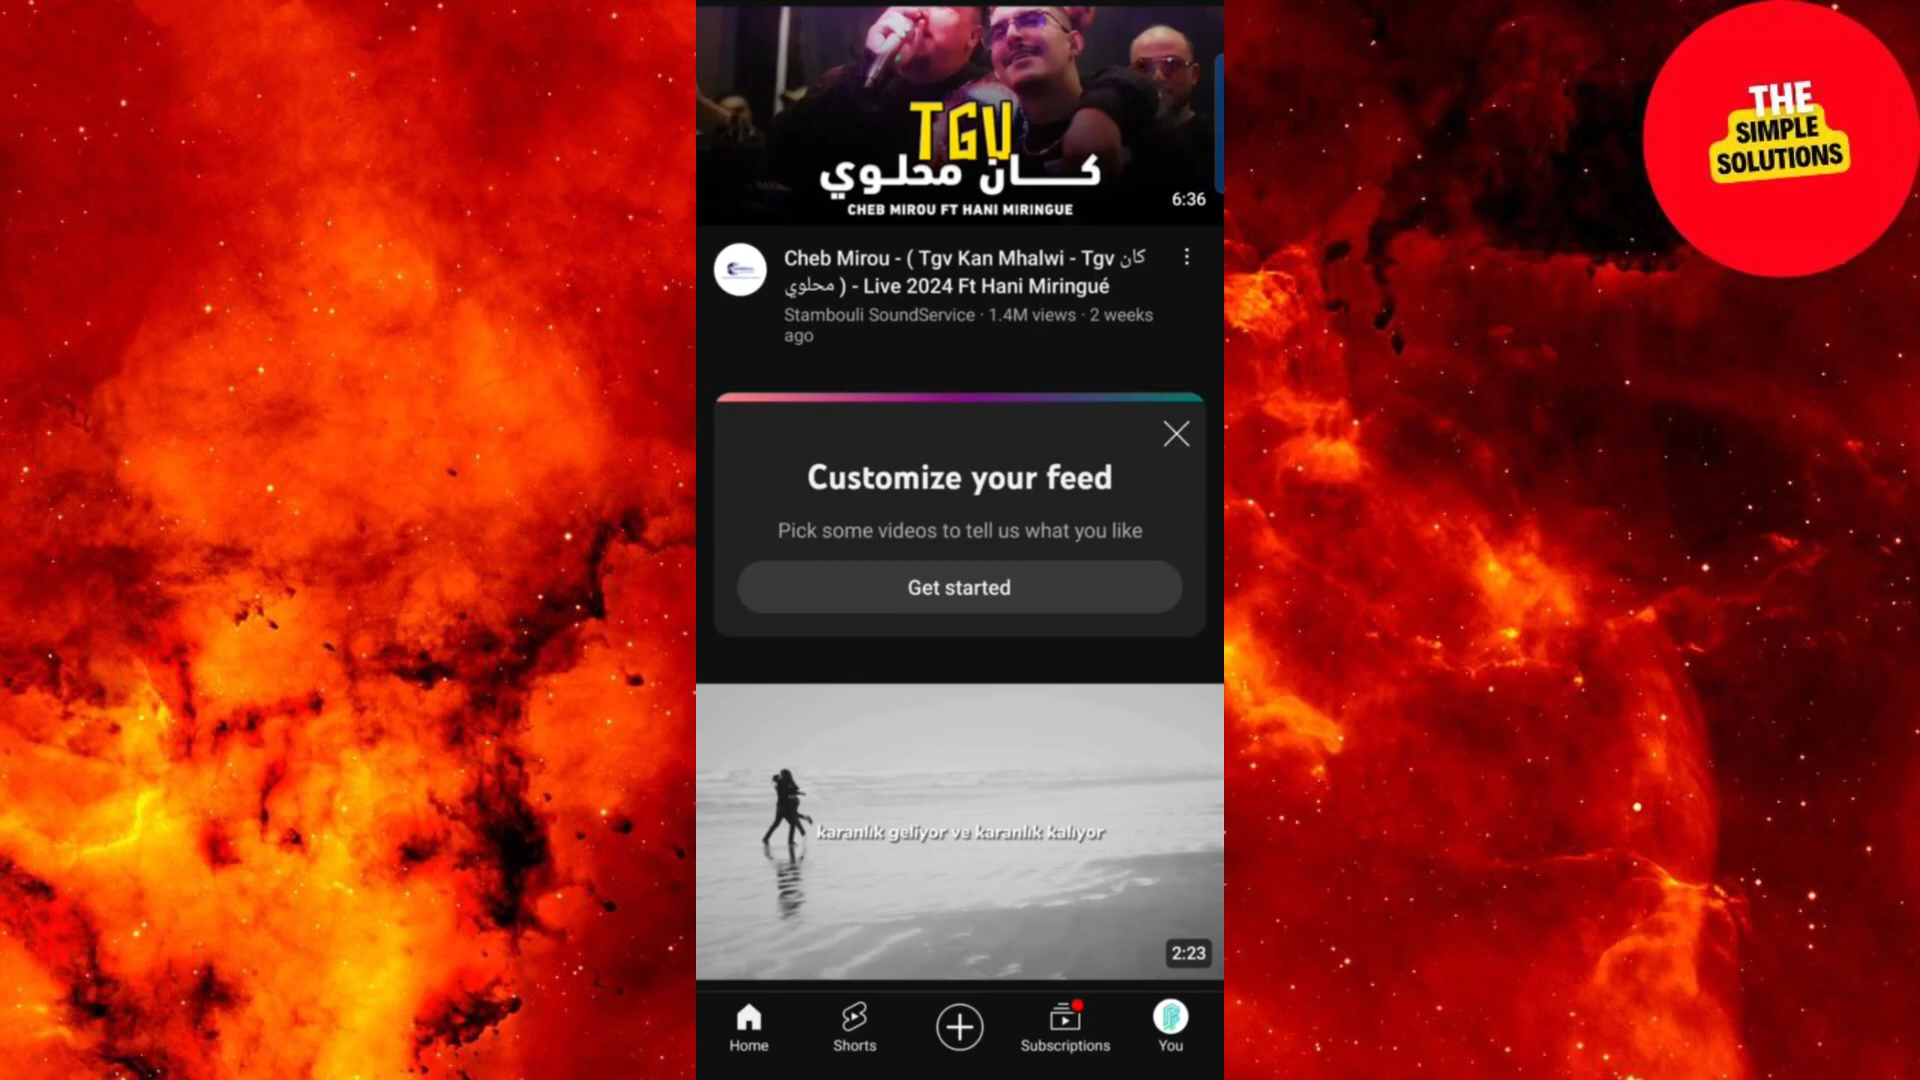 TGV
كان محلوي
CHEB MIROU FT HANI MIRINGUE
6:36
THE
SIMPLE
SOLUTIONS
Cheb Mirou - ( Tgv Kan Mhalwi - Tgv كان
محلوي ) - Live 2024 Ft Hani Miringué
Stambouli SoundService · 1.4M views · 2 weeks
ago
Customize your feed
Pick some videos to tell us what you like
Get started
karanlık geliyor ve karanlık kalıyor
2:23
Home
Shorts
Subscriptions
You